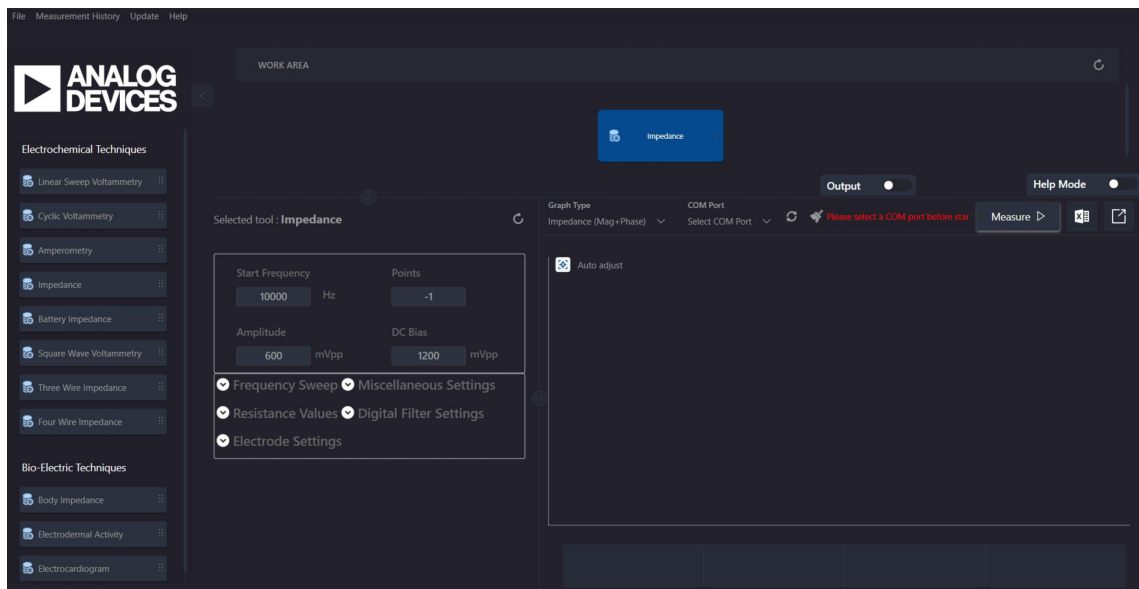 File Measurement History Update Help
ANALOG
DEVICES
WORK AREA
Impedance
Electrochemical Techniques
Linear Sweep Voltammetry
Cyclic Voltammetry
Amperometry
Impedance
Battery Impedance
Square Wave Voltammetry
Three Wire Impedance
Four Wire Impedance
Bio-Electric Techniques
Body Impedance
Electrodermal Activity
Electrocardiogram
Output
Help Mode
Selected tool : Impedance
Graph Type
Impedance (Mag+Phase)
COM Port
Select COM Port
Please select a COM port before star
Measure
Start Frequency
10000 Hz
Points
-1
Amplitude
600 mVpp
DC Bias
1200 mVpp
Frequency Sweep
Miscellaneous Settings
Resistance Values
Digital Filter Settings
Electrode Settings
Auto adjust